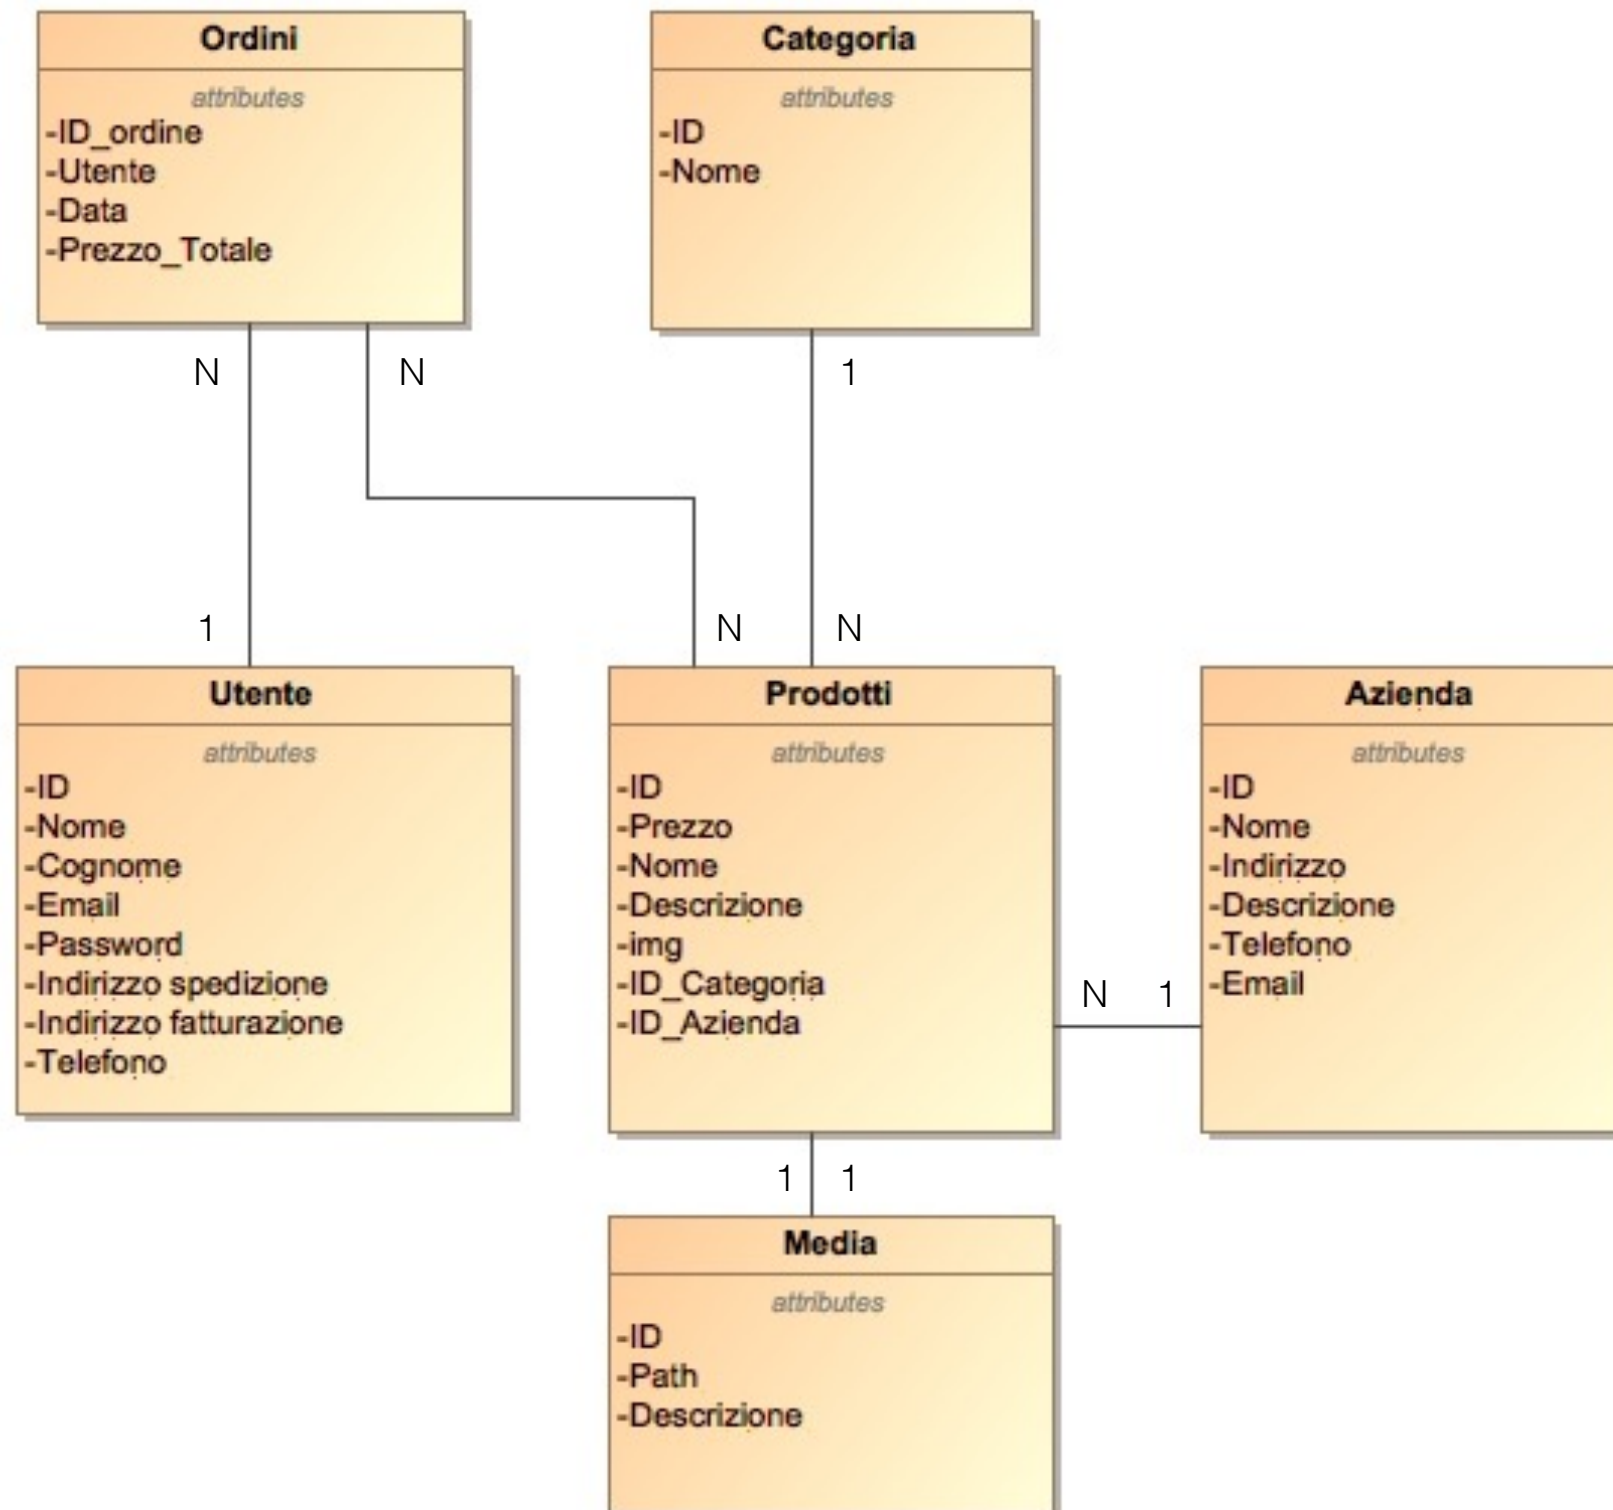 Ordini
attributes
-ID_ordine
-Utente
-Data
-Prezzo_Totale
Categoria
attributes
-ID
-Nome
N
N
1
1
N
N
Utente
attributes
-ID
-Nome
-Cognome
-Email
-Password
-Indirizzo spedizione
-Indirizzo fatturazione
-Telefono
Prodotti
attributes
-ID
-Prezzo
-Nome
-Descrizione
-img
-ID_Categoria
-ID_Azienda
N 1
Azienda
attributes
-ID
-Nome
-Indirizzo
-Descrizione
-Telefono
-Email
1 1
Media
attributes
-ID
-Path
-Descrizione